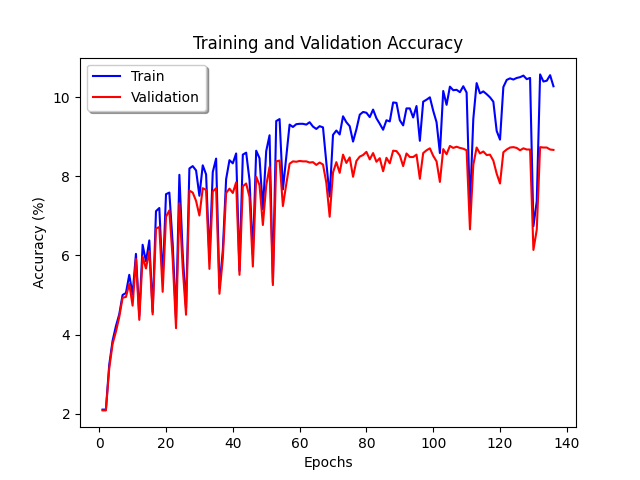 Training and Validation Accuracy
Train
Validation
Accuracy (%)
10
8
6
4
2
0 20 40 60 80 100 120 140
Epochs